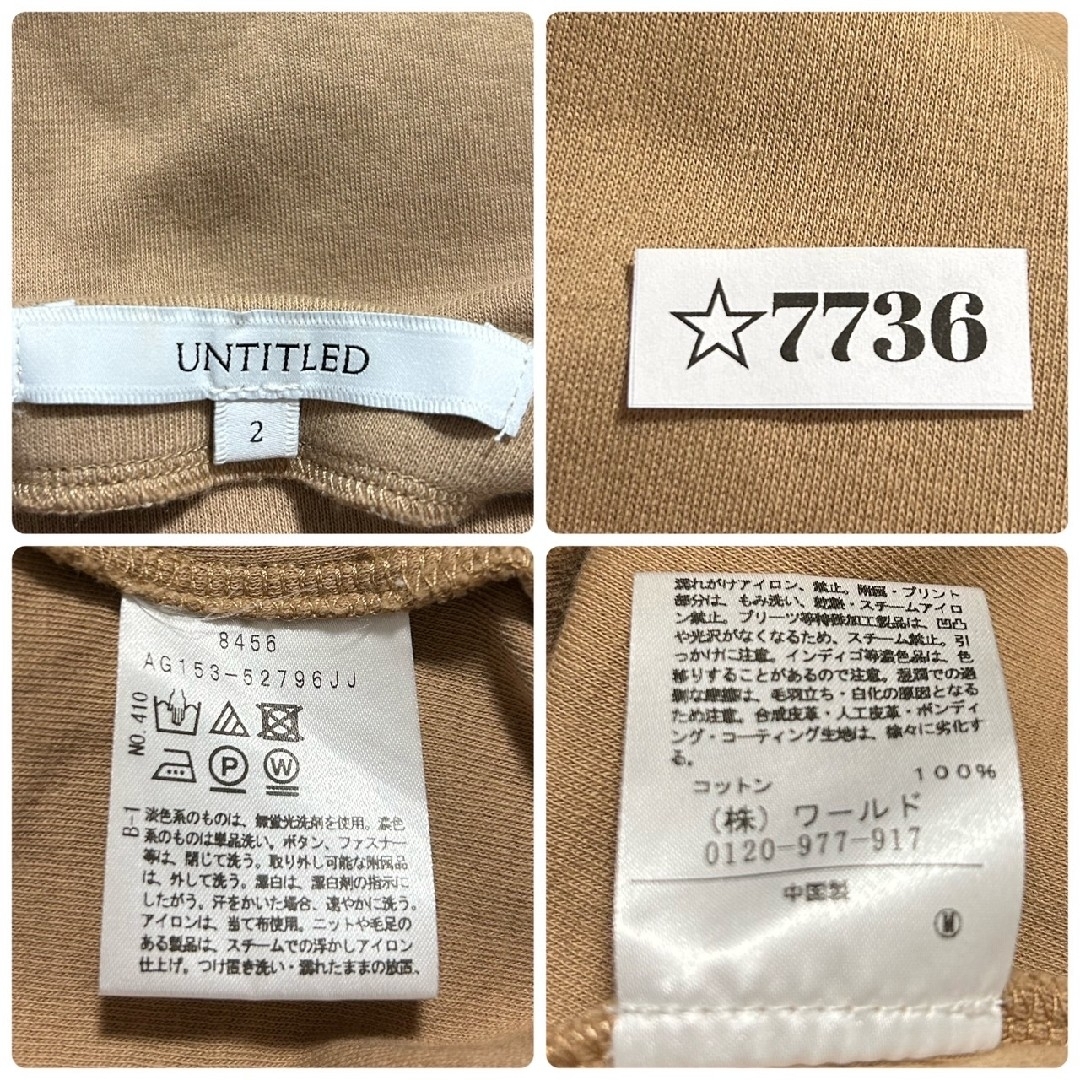 UNTITLED
2
☆7736
8456
AG153-52796JJ
NO.410
P
W
B-1
淡色系のものは、無蛍光洗剤を使用。濃色
系のものは単品洗い。ボタン、ファスナー
等は、閉じて洗う。取り外し可能な附属品
は、外して洗う。漂白は、漂白剤の指示に
したがう。汗をかいた場合、速やかに洗う。
アイロンは、当て布使用。ニットや毛足の
ある製品は、スチームでの浮かしアイロン
仕上げ。つけ置き洗い・濡れたままの放置、
濡れがけアイロン、禁止。附属・プリント
部分は、もみ洗い、乾熱・スチームアイロ
ン禁止。プリーツ等特殊加工製品は、凹凸
や光沢がなくなるため、スチーム禁止。引
っかけに注意。インディゴ等濃色品は、色
移りすることがあるので注意。湿潤での過
剰な摩擦は、毛羽立ち・白化の原因となる
ため注意。合成皮革・人工皮革・ボンディ
ング・コーティング生地は、徐々に劣化す
る。
コットン 100%
(株) ワールド
0120-977-917
中国製